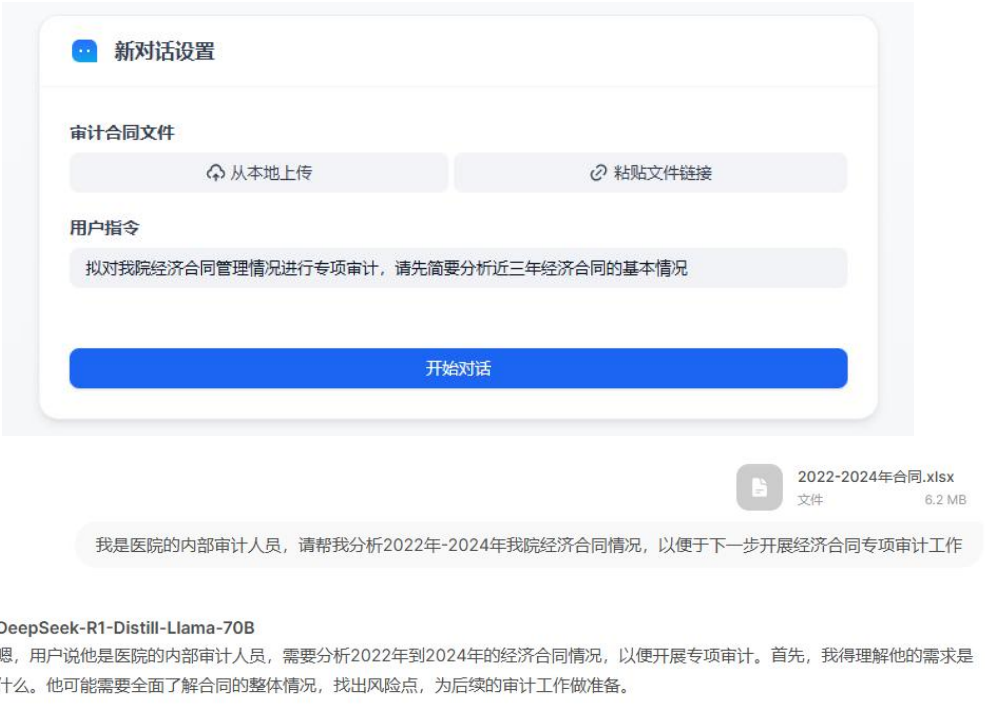 新对话设置
审计合同文件
从本地上传
粘贴文件链接
用户指令
拟对我院经济合同管理情况进行专项审计，请先简要分析近三年经济合同的基本情况
开始对话
2022-2024年合同.xlsx
文件
6.2 MB
我是医院的内部审计人员，请帮我分析2022年-2024年我院经济合同情况，以便于下一步开展经济合同专项审计工作
DeepSeek-R1-Distill-Llama-70B
嗯，用户说他是医院的内部审计人员，需要分析2022年到2024年的经济合同情况，以便开展专项审计。首先，我得理解他的需求是
什么。他可能需要全面了解合同的整体情况，找出风险点，为后续的审计工作做准备。